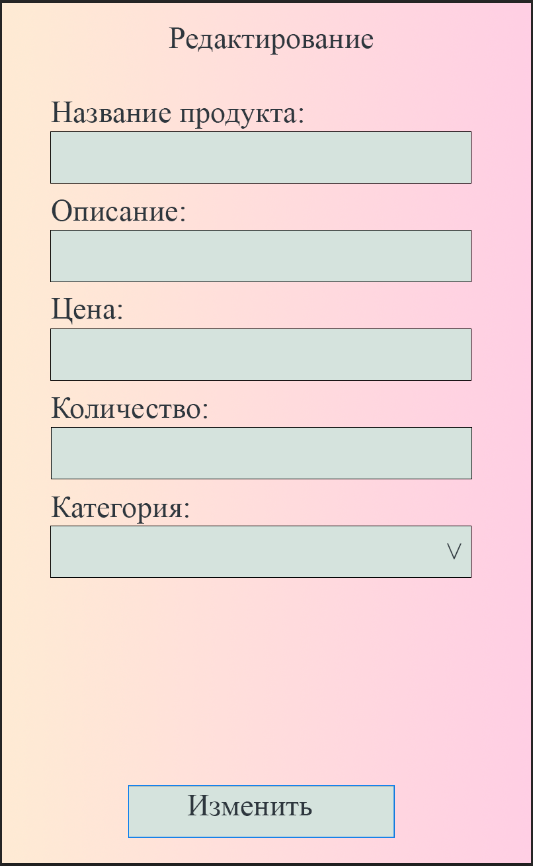 Редактирование
Название продукта:
Описание:
Цена:
Количество:
Категория:
V
Изменить